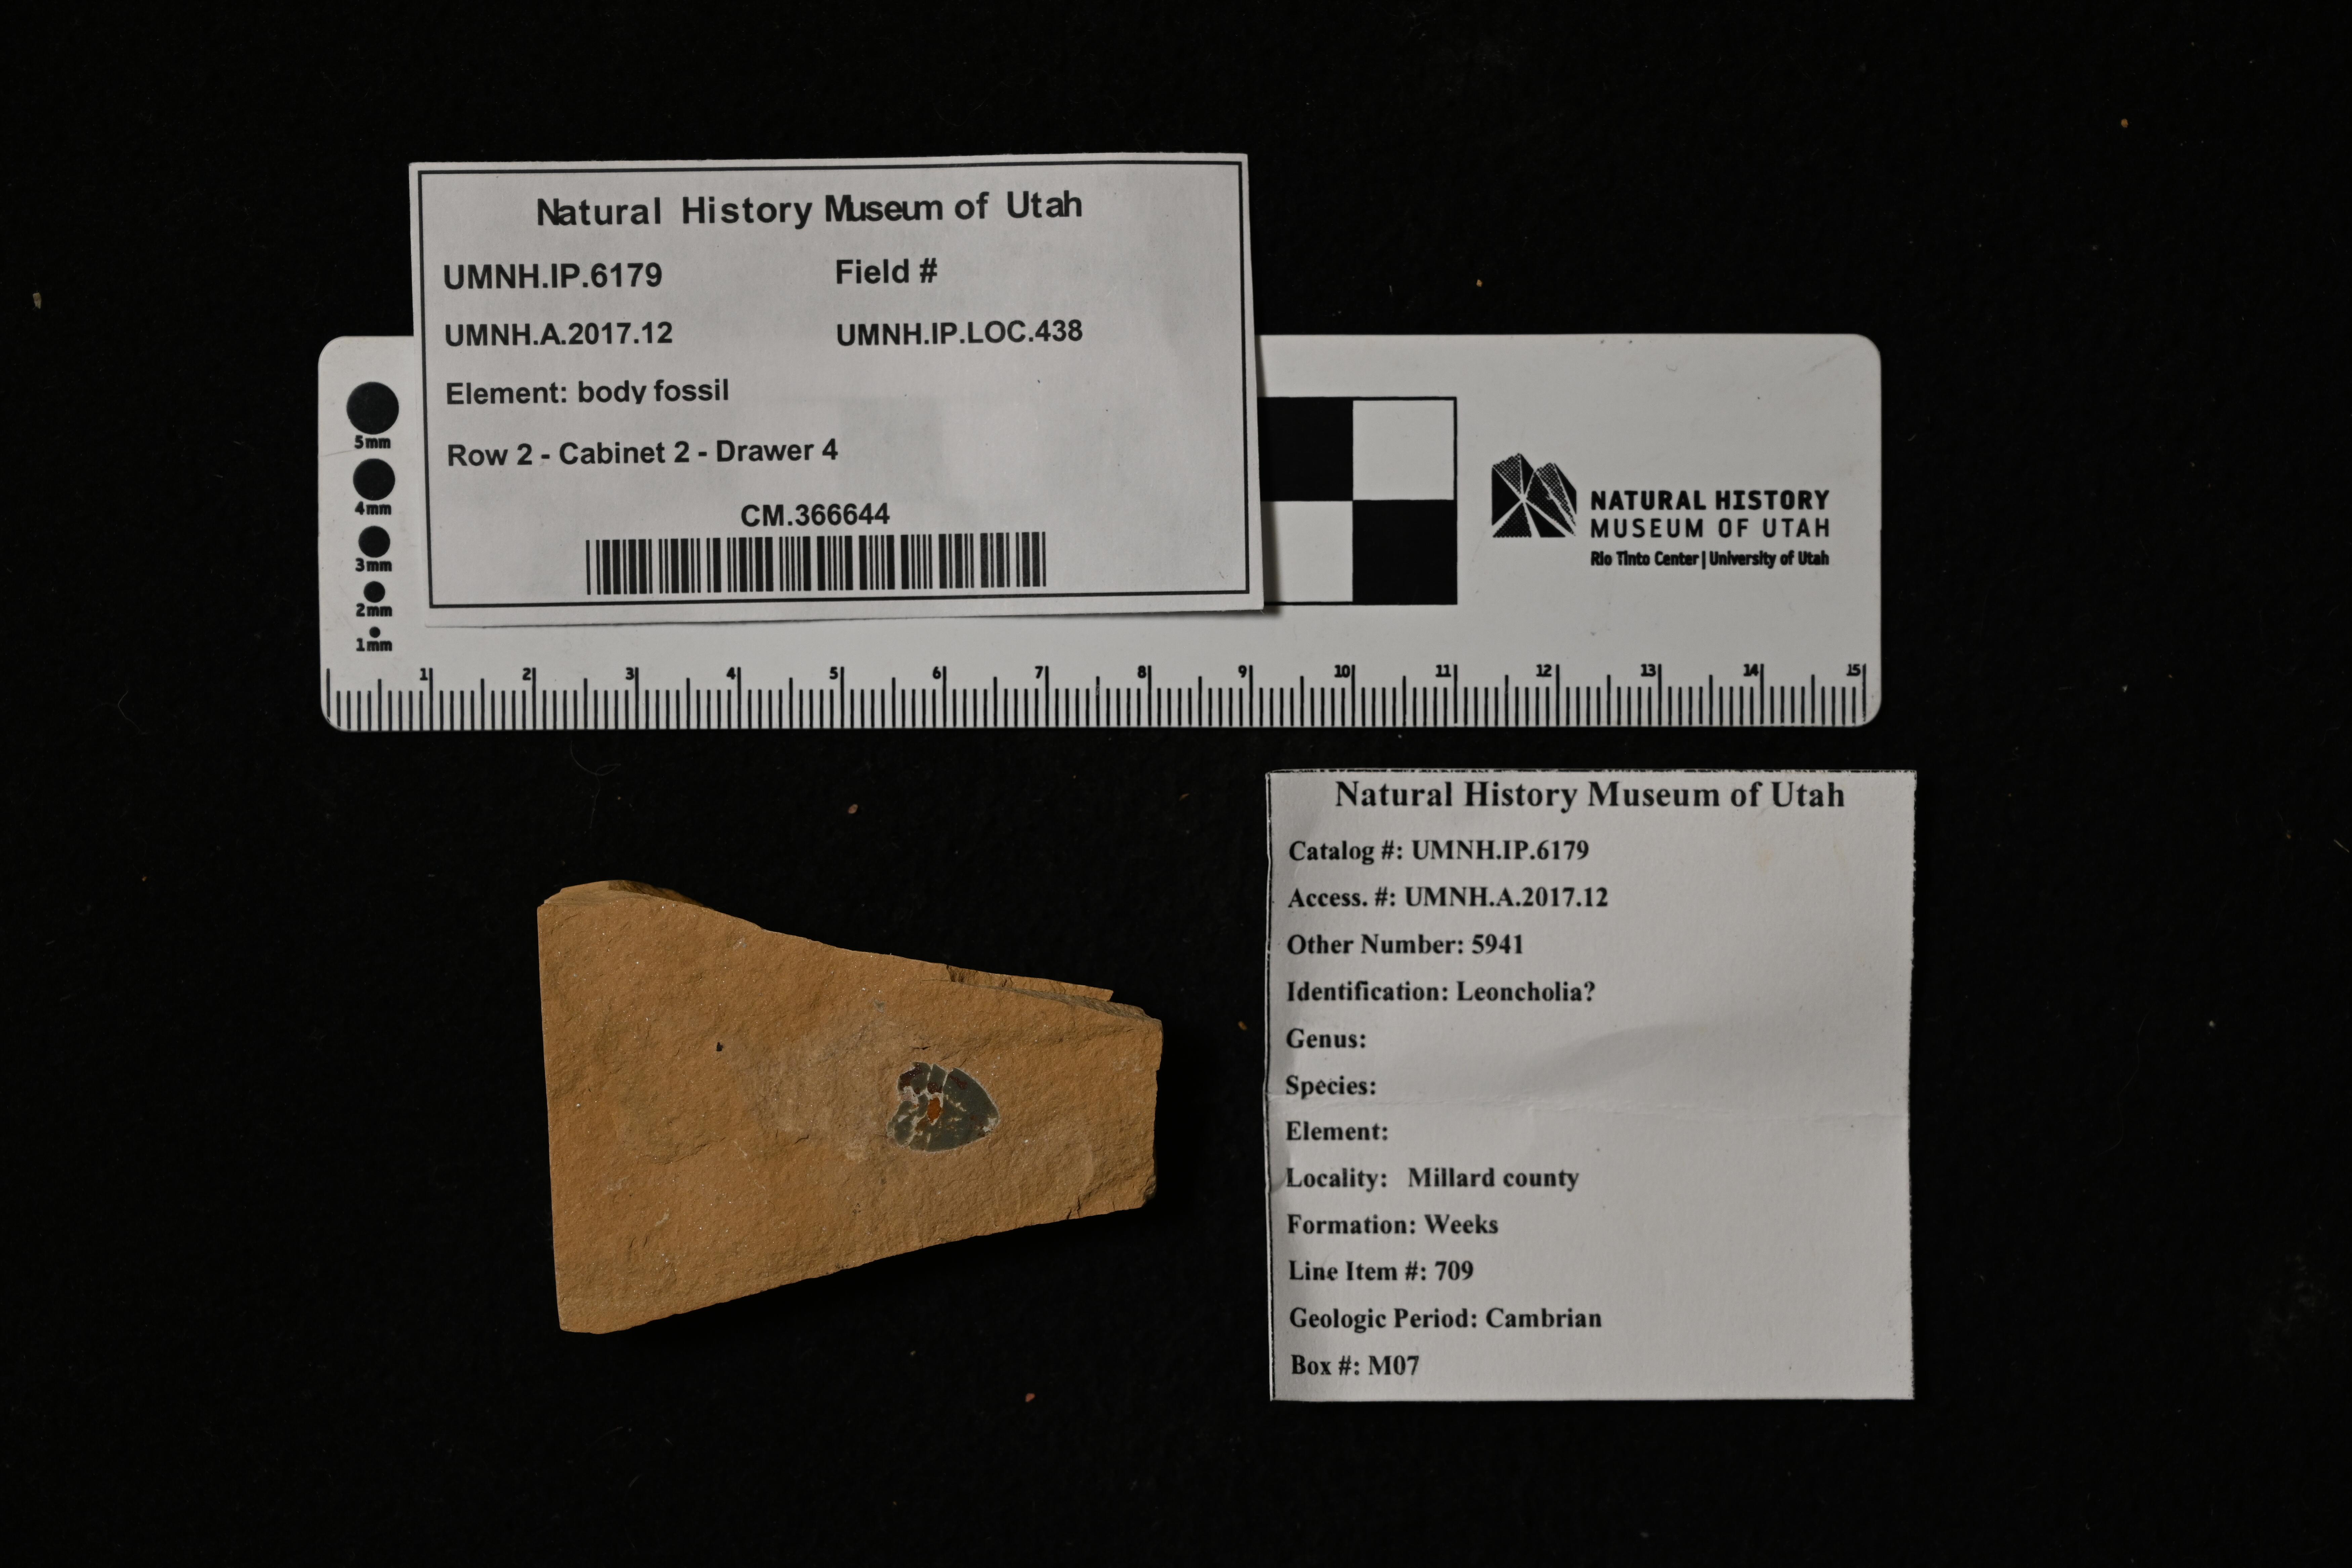 Natural History Museum of Utah
UMNH.IP.6179 Field #
UMNH.A.2017.12 UMNH.IP.LOC.438
Element: body fossil
Row 2 - Cabinet 2 - Drawer 4
CM.366644
5mm
4mm
3mm
2mm
1mm
NATURAL HISTORY
MUSEUM OF UTAH
Rio Tinto Center | University of Utah
1 2 3 4 5 6 7 8 9 10 11 12 13 14 15
Natural History Museum of Utah
Catalog #: UMNH.IP.6179
Access. #: UMNH.A.2017.12
Other Number: 5941
Identification: Leoncholia?
Genus:
Species:
Element:
Locality: Millard county
Formation: Weeks
Line Item #: 709
Geologic Period: Cambrian
Box #: M07